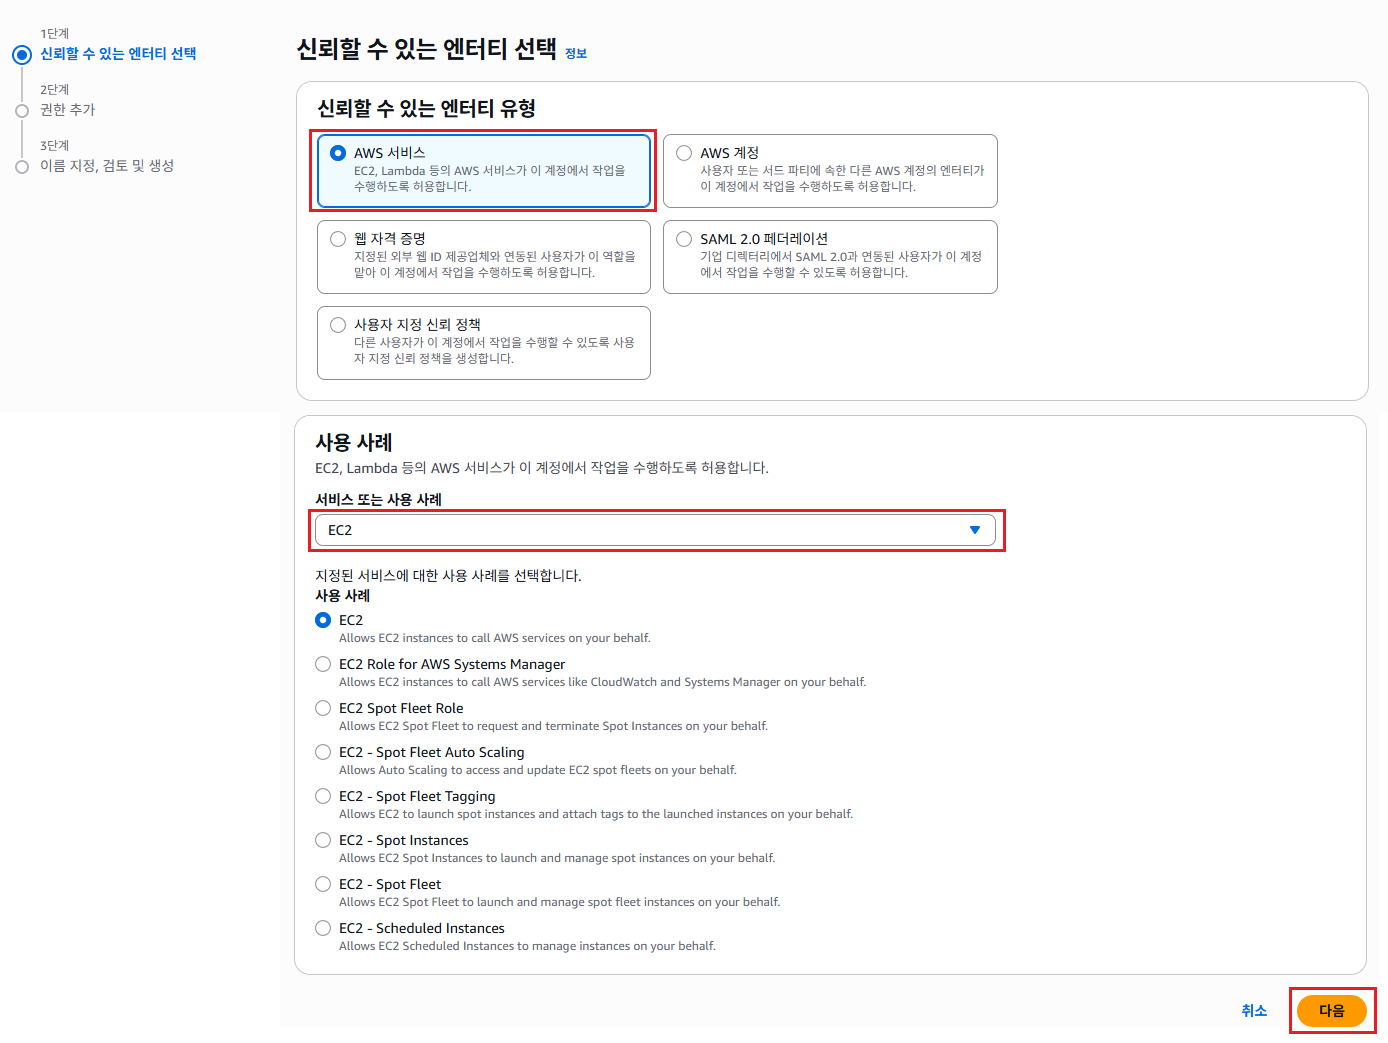 1단계
신뢰할 수 있는 엔터티 선택
2단계
권한 추가
3단계
이름 지정, 검토 및 생성
신뢰할 수 있는 엔터티 선택 정보
신뢰할 수 있는 엔터티 유형
AWS 서비스
EC2, Lambda 등의 AWS 서비스가 이 계정에서 작업을
수행하도록 허용합니다.
AWS 계정
사용자 또는 서드 파티에 속한 다른 AWS 계정의 엔터티가
이 계정에서 작업을 수행하도록 허용합니다.
웹 자격 증명
지정된 외부 웹 ID 제공업체와 연동된 사용자가 이 역할을
맡아 이 계정에서 작업을 수행하도록 허용합니다.
SAML 2.0 페더레이션
기업 디렉터리에서 SAML 2.0과 연동된 사용자가 이 계정
에서 작업을 수행할 수 있도록 허용합니다.
사용자 지정 신뢰 정책
다른 사용자가 이 계정에서 작업을 수행할 수 있도록 사용
자 지정 신뢰 정책을 생성합니다.
사용 사례
EC2, Lambda 등의 AWS 서비스가 이 계정에서 작업을 수행하도록 허용합니다.
서비스 또는 사용 사례
EC2
지정된 서비스에 대한 사용 사례를 선택합니다.
사용 사례
EC2
Allows EC2 instances to call AWS services on your behalf.
EC2 Role for AWS Systems Manager
Allows EC2 instances to call AWS services like CloudWatch and Systems Manager on your behalf.
EC2 Spot Fleet Role
Allows EC2 Spot Fleet to request and terminate Spot Instances on your behalf.
EC2 - Spot Fleet Auto Scaling
Allows Auto Scaling to access and update EC2 spot fleets on your behalf.
EC2 - Spot Fleet Tagging
Allows EC2 to launch spot instances and attach tags to the launched instances on your behalf.
EC2 - Spot Instances
Allows EC2 Spot Instances to launch and manage spot instances on your behalf.
EC2 - Spot Fleet
Allows EC2 Spot Fleet to launch and manage spot fleet instances on your behalf.
EC2 - Scheduled Instances
Allows EC2 Scheduled Instances to manage instances on your behalf.
취소
다음